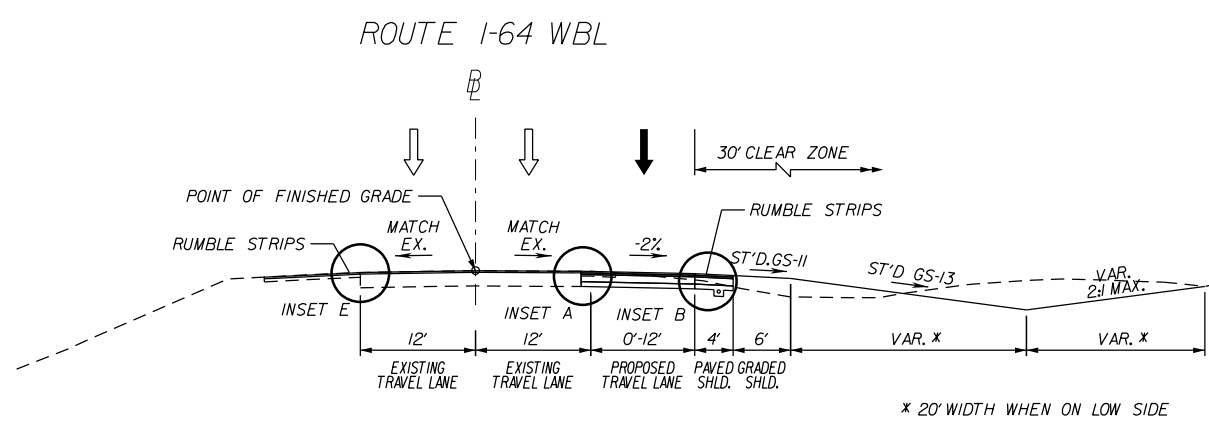 ROUTE I-64 WBL
BL
30' CLEAR ZONE
POINT OF FINISHED GRADE
RUMBLE STRIPS
MATCH
EX.
MATCH
EX.
-2%
RUMBLE STRIPS
ST'D. GS-11
ST'D GS-13
VAR.
2:1 MAX.
INSET E
INSET A
INSET B
12'
12'
0'-12'
4'
6'
VAR. *
VAR. *
EXISTING
TRAVEL LANE
EXISTING
TRAVEL LANE
PROPOSED
TRAVEL LANE
PAVED
SHLD.
GRADED
SHLD.
* 20' WIDTH WHEN ON LOW SIDE